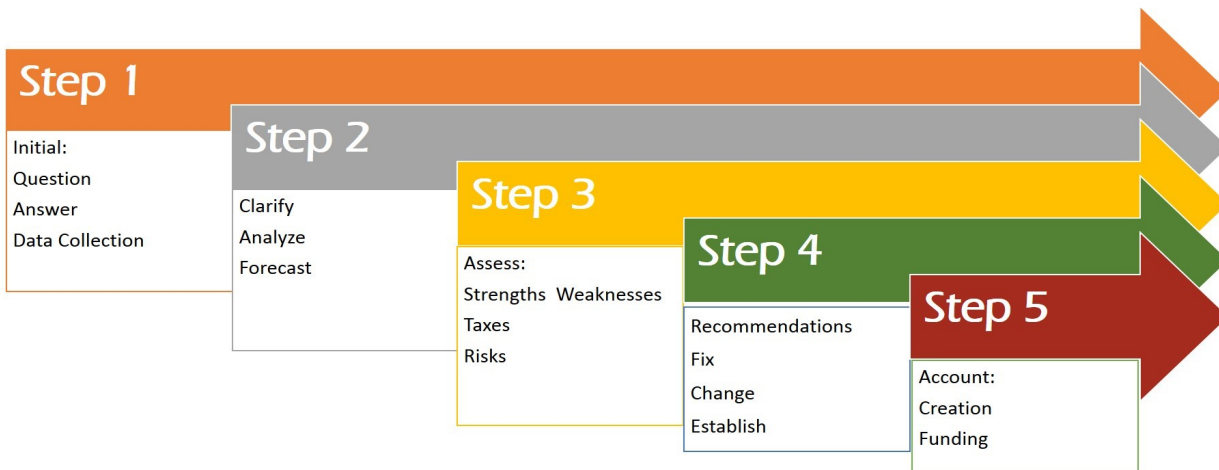 Step 1
Initial:
Question
Answer
Data Collection
Step 2
Clarify
Analyze
Forecast
Step 3
Assess:
Strengths  Weaknesses
Taxes
Risks
Step 4
Recommendations
Fix
Change
Establish
Step 5
Account:
Creation
Funding